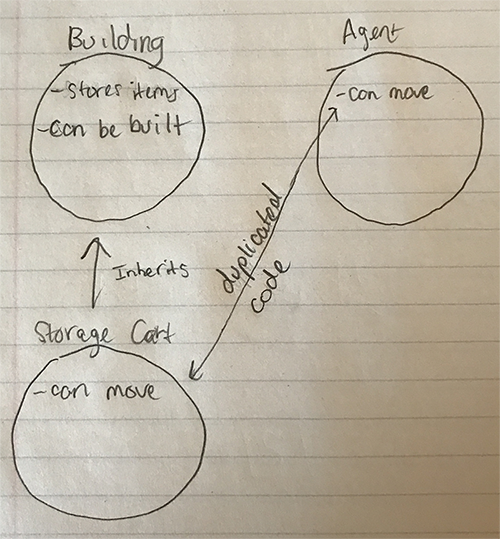 Building
-Stores items
-Can be built
Agent
-can move
duplicated
code
Inherits
Storage Cart
-can move